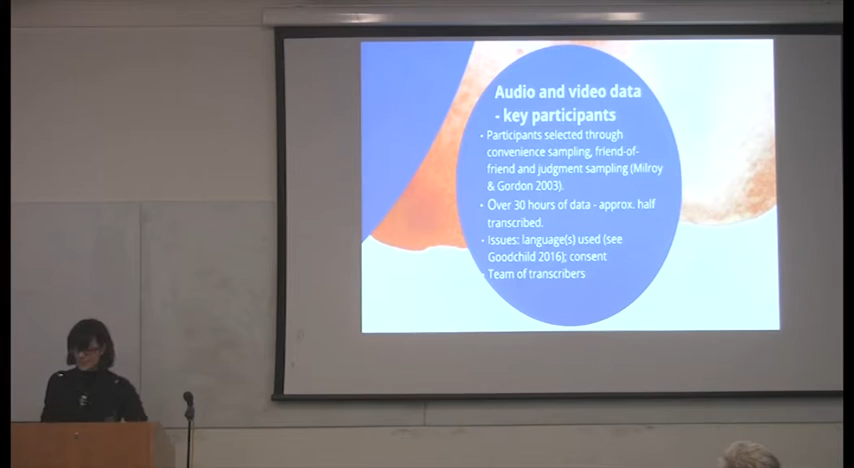 Audio and video data
- key participants
• Participants selected through
convenience sampling, friend-of-
friend and judgment sampling (Milroy
& Gordon 2003).
• Over 30 hours of data - approx. half
transcribed.
• Issues: language(s) used (see
Goodchild 2016); consent
• Team of transcribers